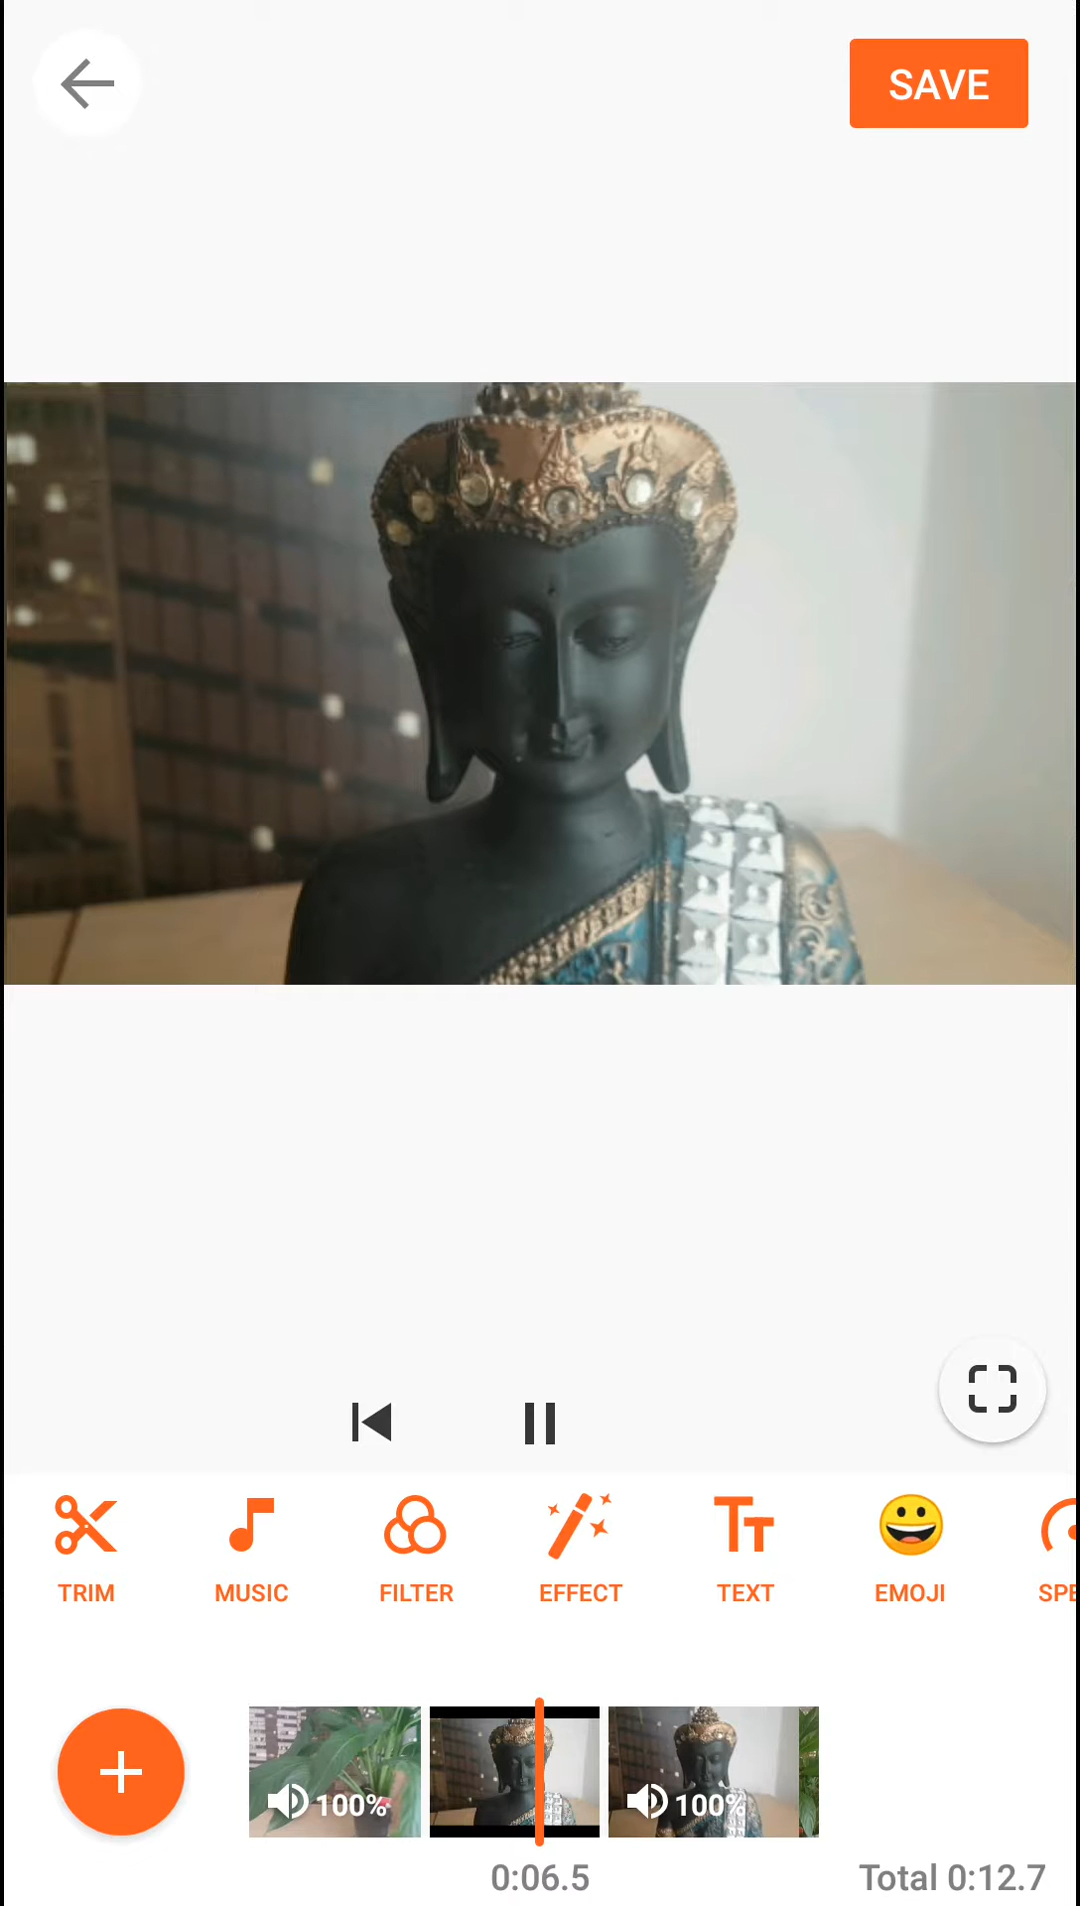 SAVE
TRIM
MUSIC
FILTER
EFFECT
TEXT
EMOJI
SPE
100%
100%
0:06.5
Total 0:12.7